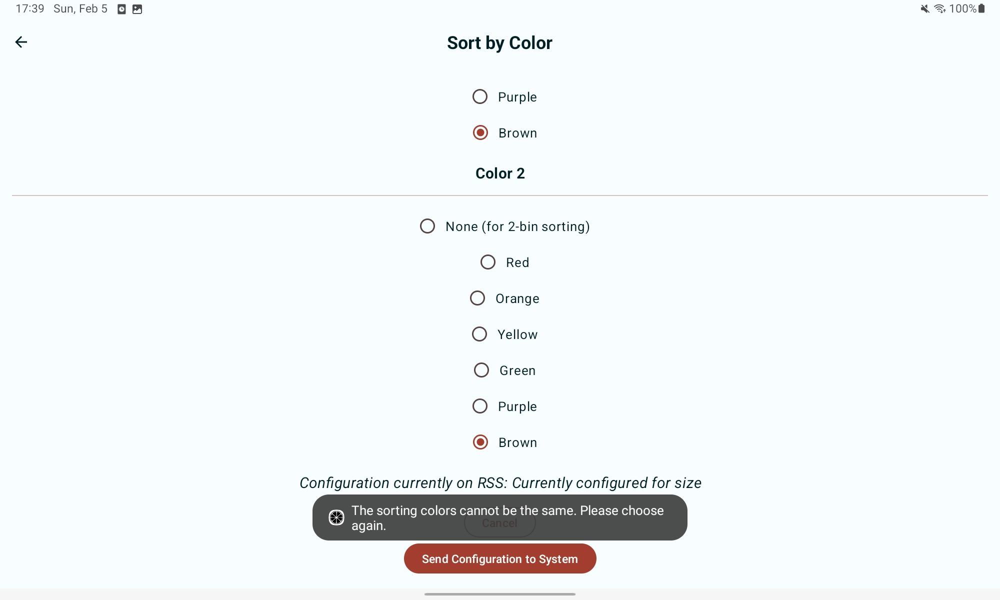 17:39 Sun, Feb 5 100%
Sort by Color
Purple
Brown
Color 2
None (for 2-bin sorting)
Red
Orange
Yellow
Green
Purple
Brown
Configuration currently on RSS: Currently configured for size
The sorting colors cannot be the same. Please choose
again.
Cancel
Send Configuration to System